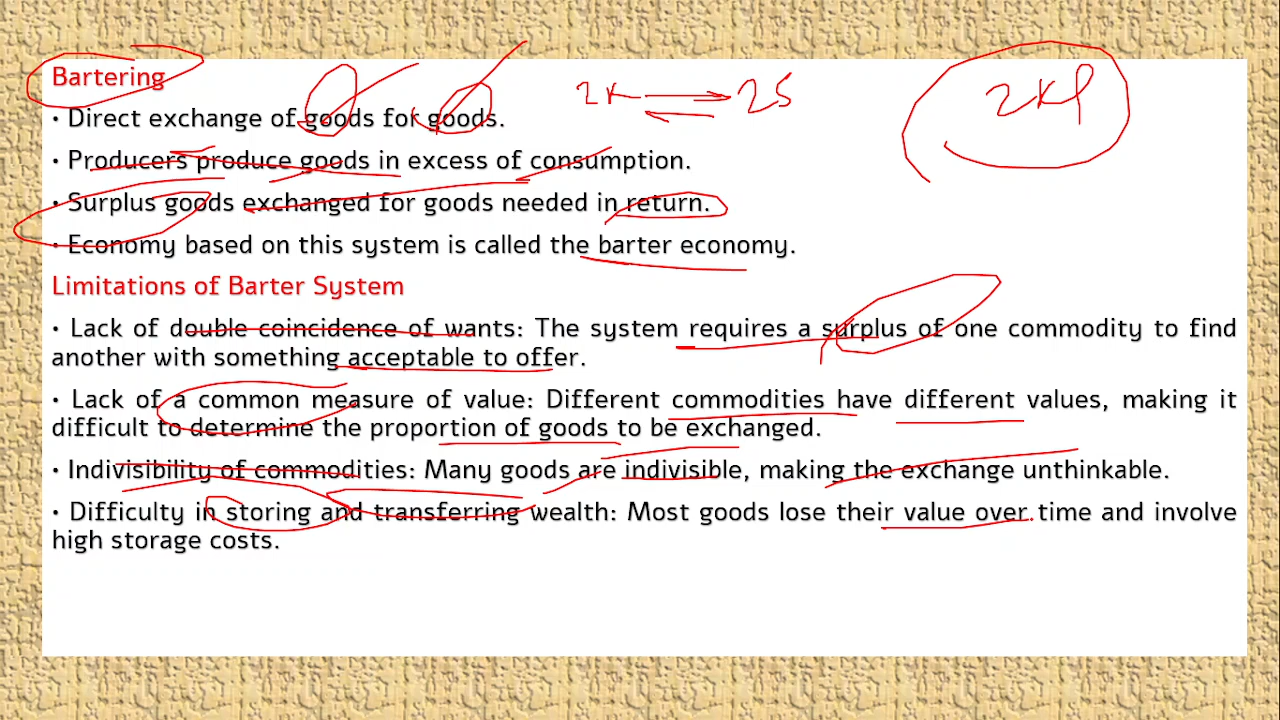 Bartering
2K ⇌ 2S
• Direct exchange of goods for goods.
• Producers produce goods in excess of consumption.
• Surplus goods exchanged for goods needed in return.
• Economy based on this system is called the barter economy.
Limitations of Barter System
• Lack of double coincidence of wants: The system requires a surplus of one commodity to find
another with something acceptable to offer.
• Lack of a common measure of value: Different commodities have different values, making it
difficult to determine the proportion of goods to be exchanged.
• Indivisibility of commodities: Many goods are indivisible, making the exchange unthinkable.
• Difficulty in storing and transferring wealth: Most goods lose their value over time and involve
high storage costs.